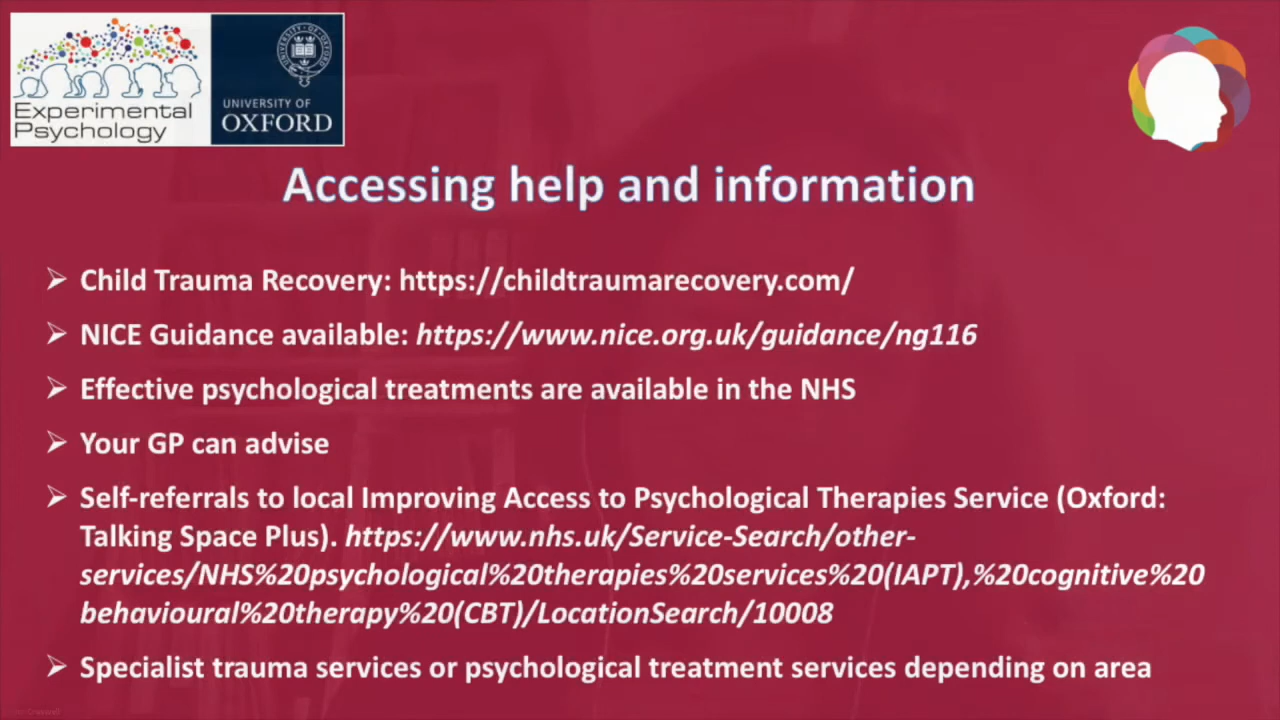 Experimental
Psychology
UNIVERSITY OF
OXFORD
Accessing help and information
➢ Child Trauma Recovery: https://childtraumarecovery.com/
➢ NICE Guidance available: https://www.nice.org.uk/guidance/ng116
➢ Effective psychological treatments are available in the NHS
➢ Your GP can advise
➢ Self-referrals to local Improving Access to Psychological Therapies Service (Oxford:
Talking Space Plus). https://www.nhs.uk/Service-Search/other-
services/NHS%20psychological%20therapies%20services%20(IAPT),%20cognitive%20
behavioural%20therapy%20(CBT)/LocationSearch/10008
➢ Specialist trauma services or psychological treatment services depending on area